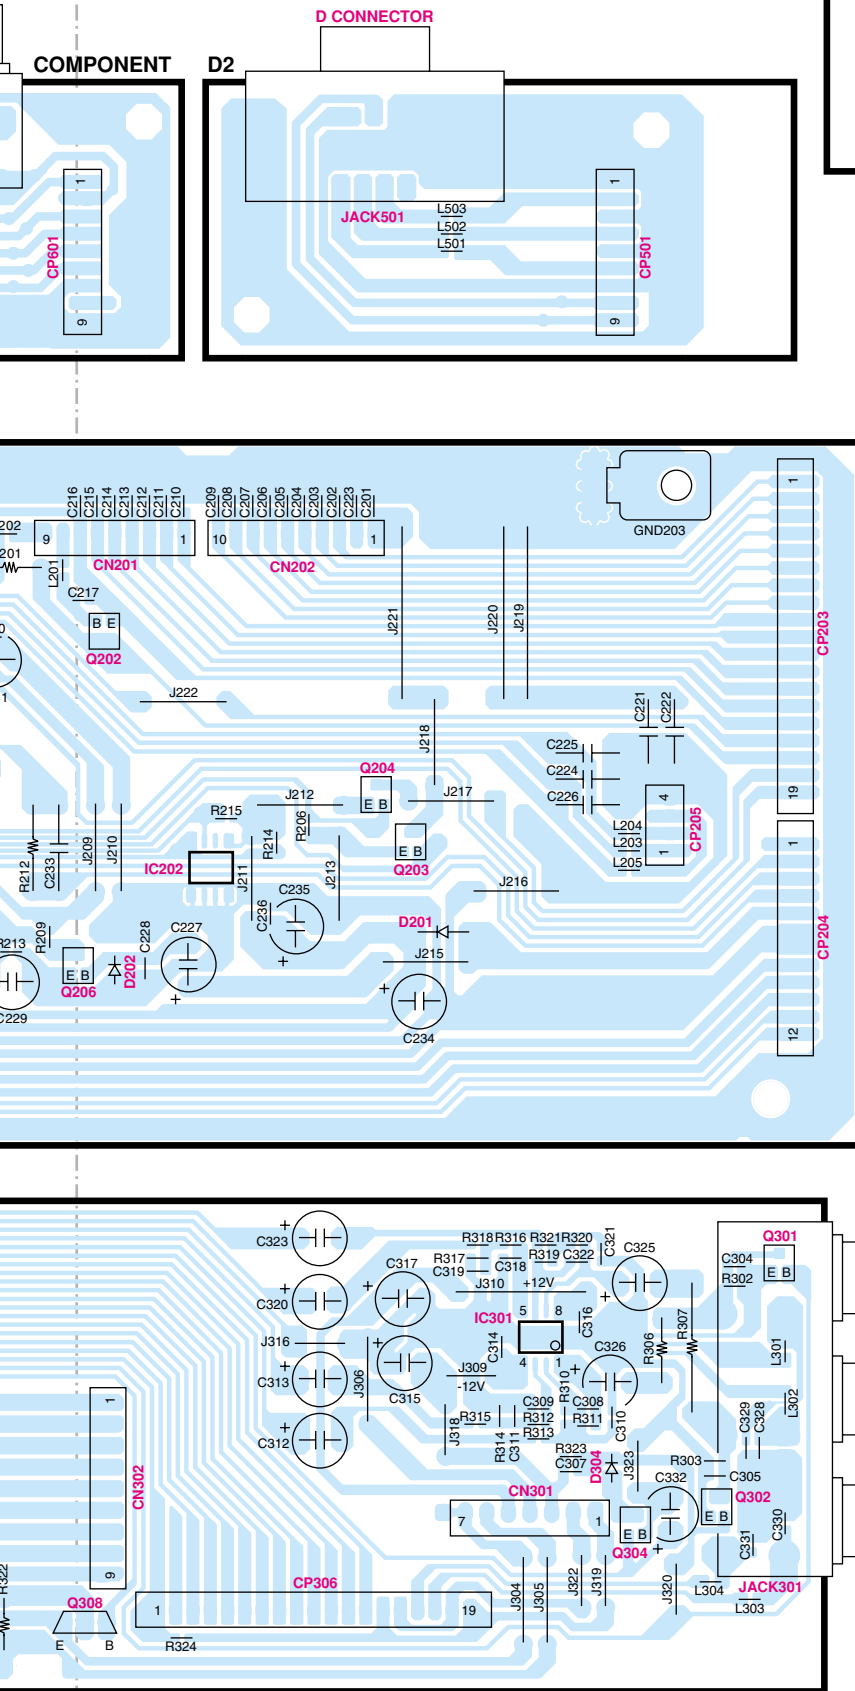 D CONNECTOR
COMPONENT
D2
1
CP601
9
JACK501
L503
L502
L501
1
CP501
9
C216
C215
C214
C213
C212
C211
C210
C209
C208
C207
C206
C205
C204
C203
C202
C223
C201
9
1
CN201
10
1
CN202
GND203
1
CP203
19
202
201
L201
C217
B E
Q202
0
1
J222
J221
J220
J219
J218
C221
C222
C225
C224
C226
4
1
CP205
L204
L203
L205
Q204
E B
J212
J217
R215
R206
R214
IC202
J211
J213
E B
Q203
R212
C233
J209
J210
J216
C235
C236
D201
J215
C234
R209
R213
C229
E B
Q206
D202
C228
C227
1
CP204
12
C323
C320
J316
C313
C312
J306
C317
C315
R318
R316
R321
R320
C321
R317
C319
C318
R319
C322
J310
+12V
IC301
5
8
4
1
C316
C314
C325
J309
-12V
C326
R306
R307
R310
J318
R315
R314
C311
C309
R312
R313
C308
R311
C310
R323
C307
D304
J323
Q301
E B
C304
R302
L301
L302
C329
C328
R303
C305
C332
Q302
E B
C330
C331
JACK301
L304
L303
J320
CN301
7
1
E B
Q304
J304
J305
J322
J319
1
CN302
9
CP306
1
19
R322
Q308
E
B
R324